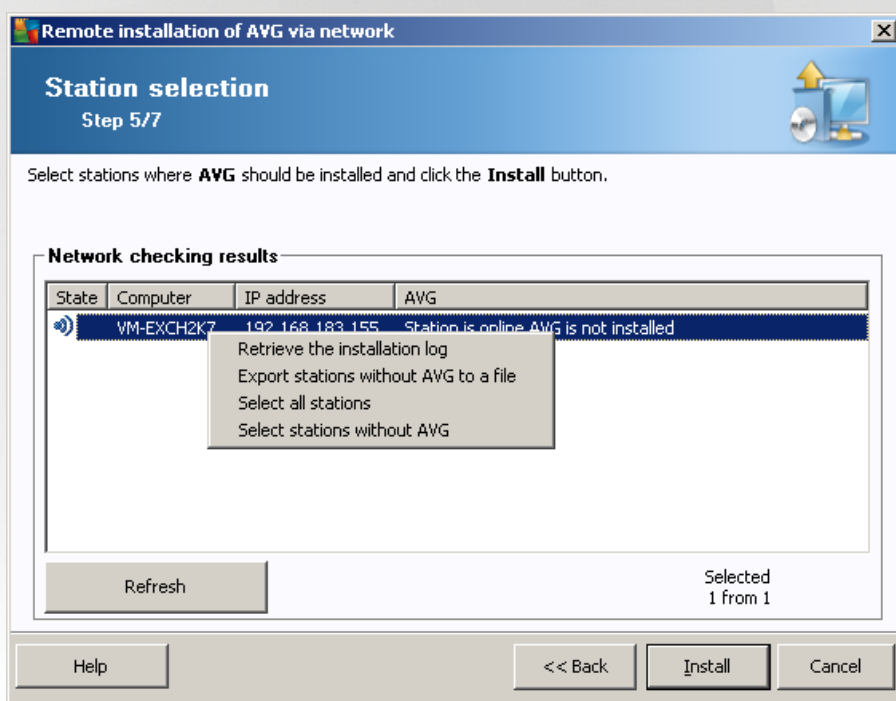 Remote installation of AVG via network
Station selection
Step 5/7
Select stations where AVG should be installed and click the Install button.
Network checking results
State Computer IP address AVG
VM-EXCH2K7 192.168.183.155 Station is online AVG is not installed
Retrieve the installation log
Export stations without AVG to a file
Select all stations
Select stations without AVG
Refresh
Selected
1 from 1
Help << Back Install Cancel